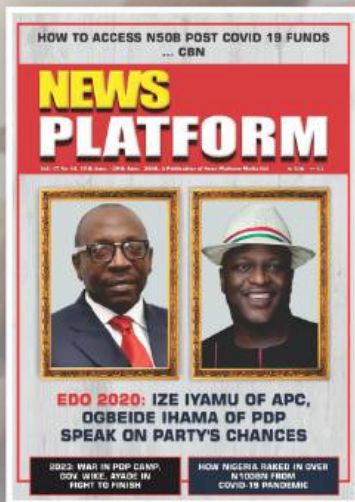 HOW TO ACCESS N50B POST COVID 19 FUNDS
... CBN
NEWS
PLATFORM
EDO 2020: IZE IYAMU OF APC,
OGBEIDE IHAMA OF PDP
SPEAK ON PARTY'S CHANCES
2023: WAR IN PDP CAMP,
GOV. WIKE, AYADE IN
FIGHT TO FINISH
HOW NIGERIA RAKED IN OVER
N100BN FROM
COVID-19 PANDEMIC